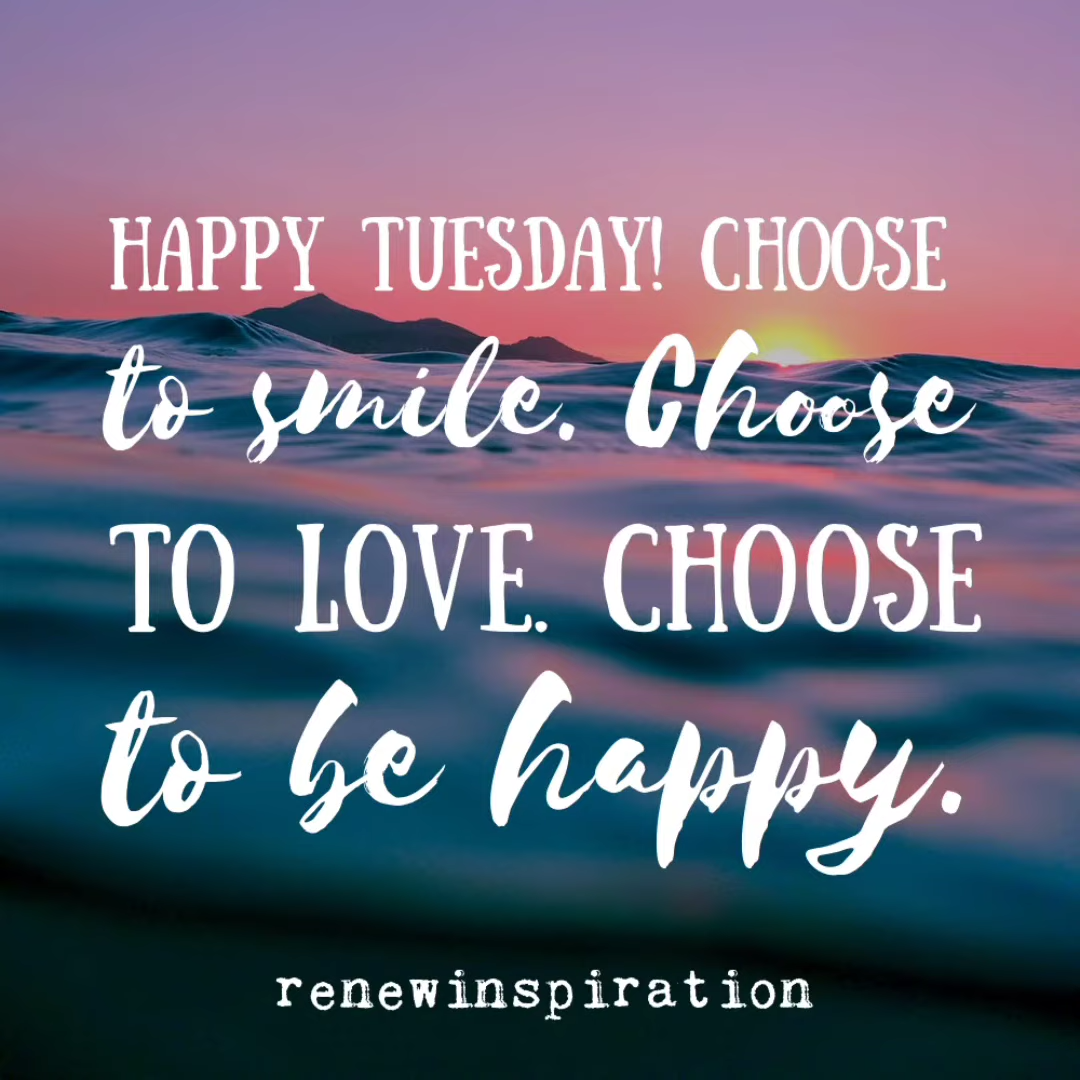 HAPPY TUESDAY! CHOOSE
to smile. Choose
TO LOVE. CHOOSE
to be happy.
renewinspiration